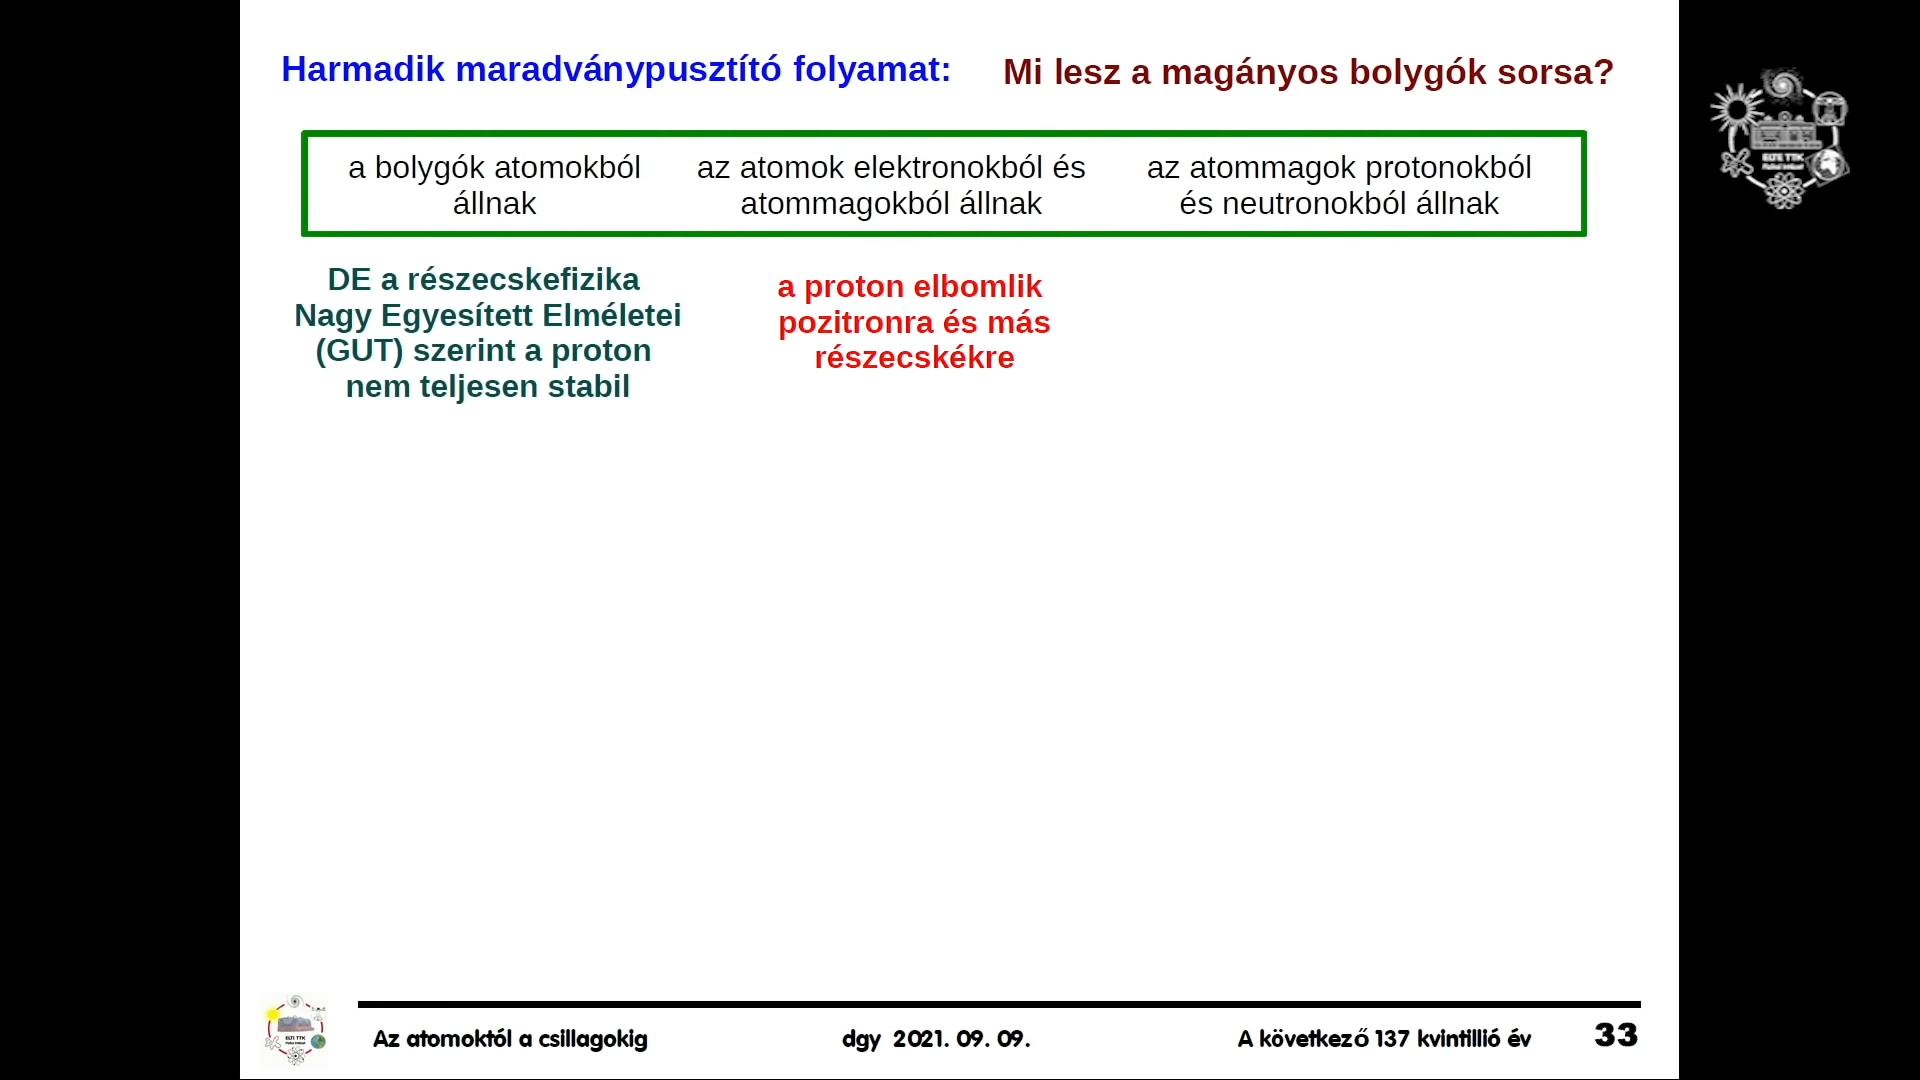 Harmadik maradványpusztító folyamat:
Mi lesz a magányos bolygók sorsa?
a bolygók atomokból
állnak
az atomok elektronokból és
atommagokból állnak
az atommagok protonokból
és neutronokból állnak
DE a részecskefizika
Nagy Egyesített Elméletei
(GUT) szerint a proton
nem teljesen stabil
a proton elbomlik
pozitronra és más
részecskékre
ELTE TTK
Az atomoktól a csillagokig
dgy 2021. 09. 09.
A következő 137 kvintillió év
33